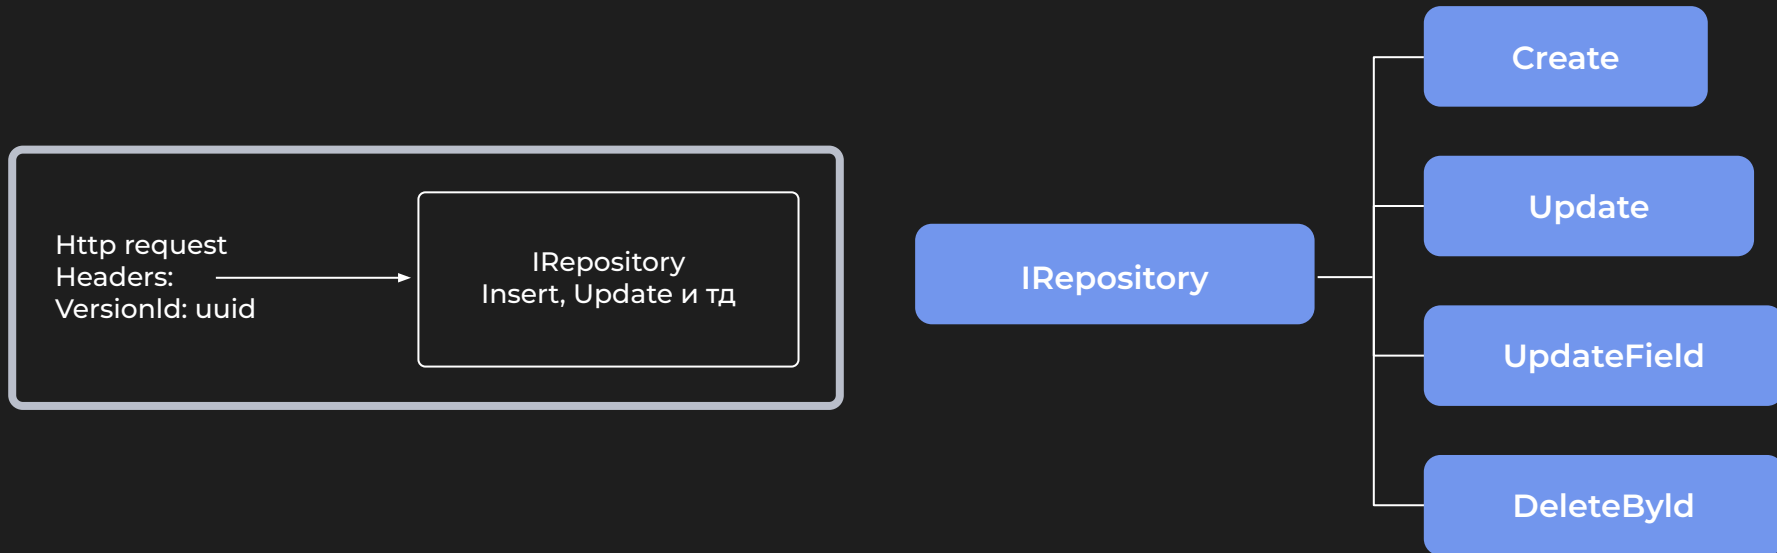 Http request
Headers:
VersionId: uuid
IRepository
Insert, Update и тд
IRepository
Create
Update
UpdateField
DeleteById